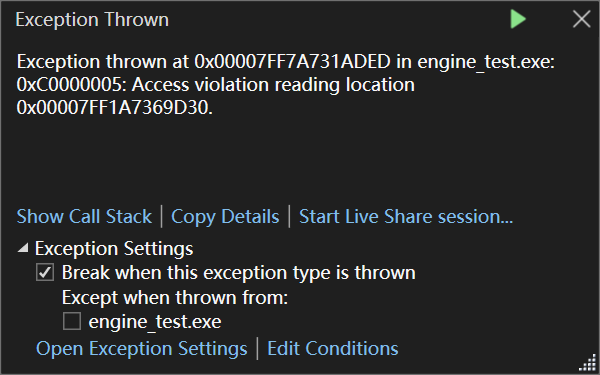 Exception Thrown
Exception thrown at 0x00007FF7A731ADED in engine_test.exe:
0xC0000005: Access violation reading location
0x00007FF1A7369D30.
Show Call Stack | Copy Details | Start Live Share session...
Exception Settings
Break when this exception type is thrown
Except when thrown from:
engine_test.exe
Open Exception Settings | Edit Conditions